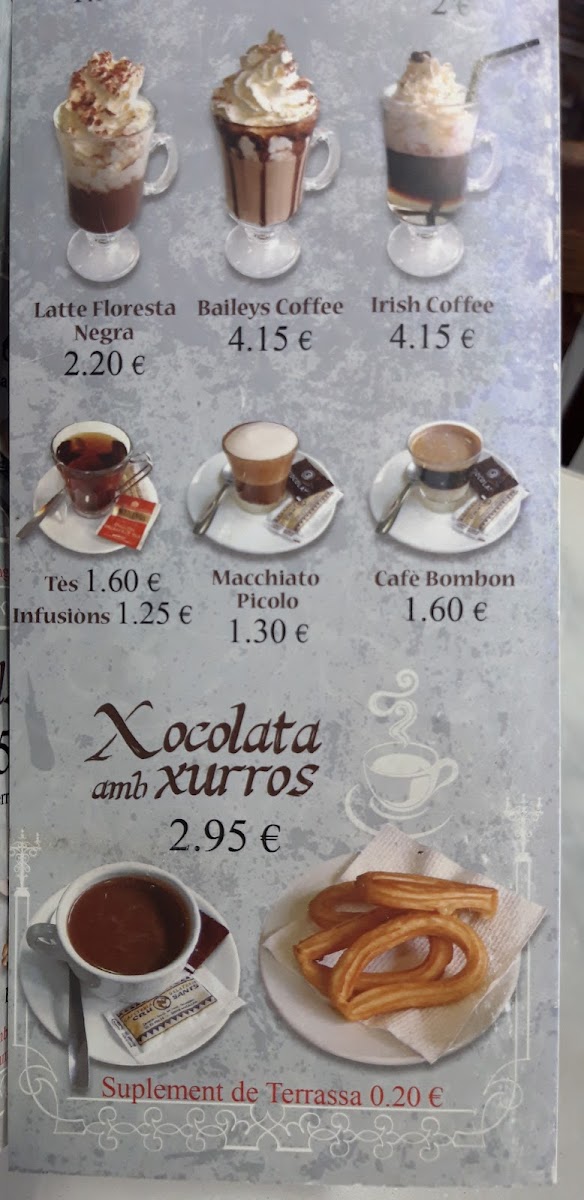 2 €
Latte Floresta
Negra
2.20 €
Baileys Coffee
4.15 €
Irish Coffee
4.15 €
Tès 1.60 €
Infusiòns 1.25 €
Macchiato
Picolo
1.30 €
Cafè Bombon
1.60 €
Xocolata
amb xurros
2.95 €
Suplement de Terrassa 0.20 €